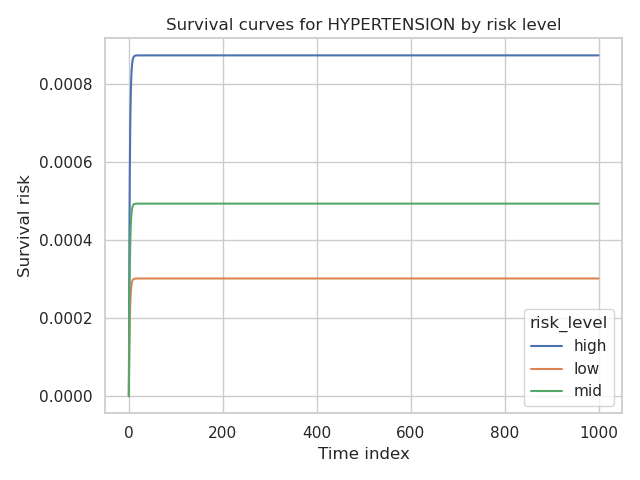 Survival curves for HYPERTENSION by risk level
Survival risk
0.0008
0.0006
0.0004
0.0002
0.0000
0
200
400
600
800
1000
Time index
risk_level
high
low
mid